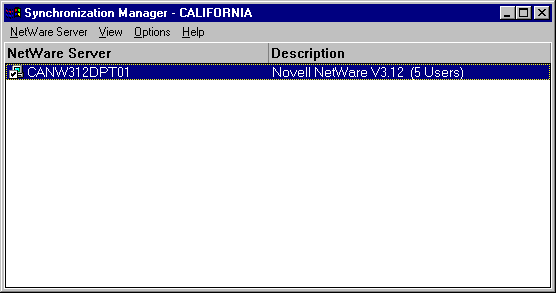 Synchronization Manager - CALIFORNIA
NetWare Server View Options Help
NetWare Server Description
CANW312DPT01 Novell NetWare V3.12 (5 Users)